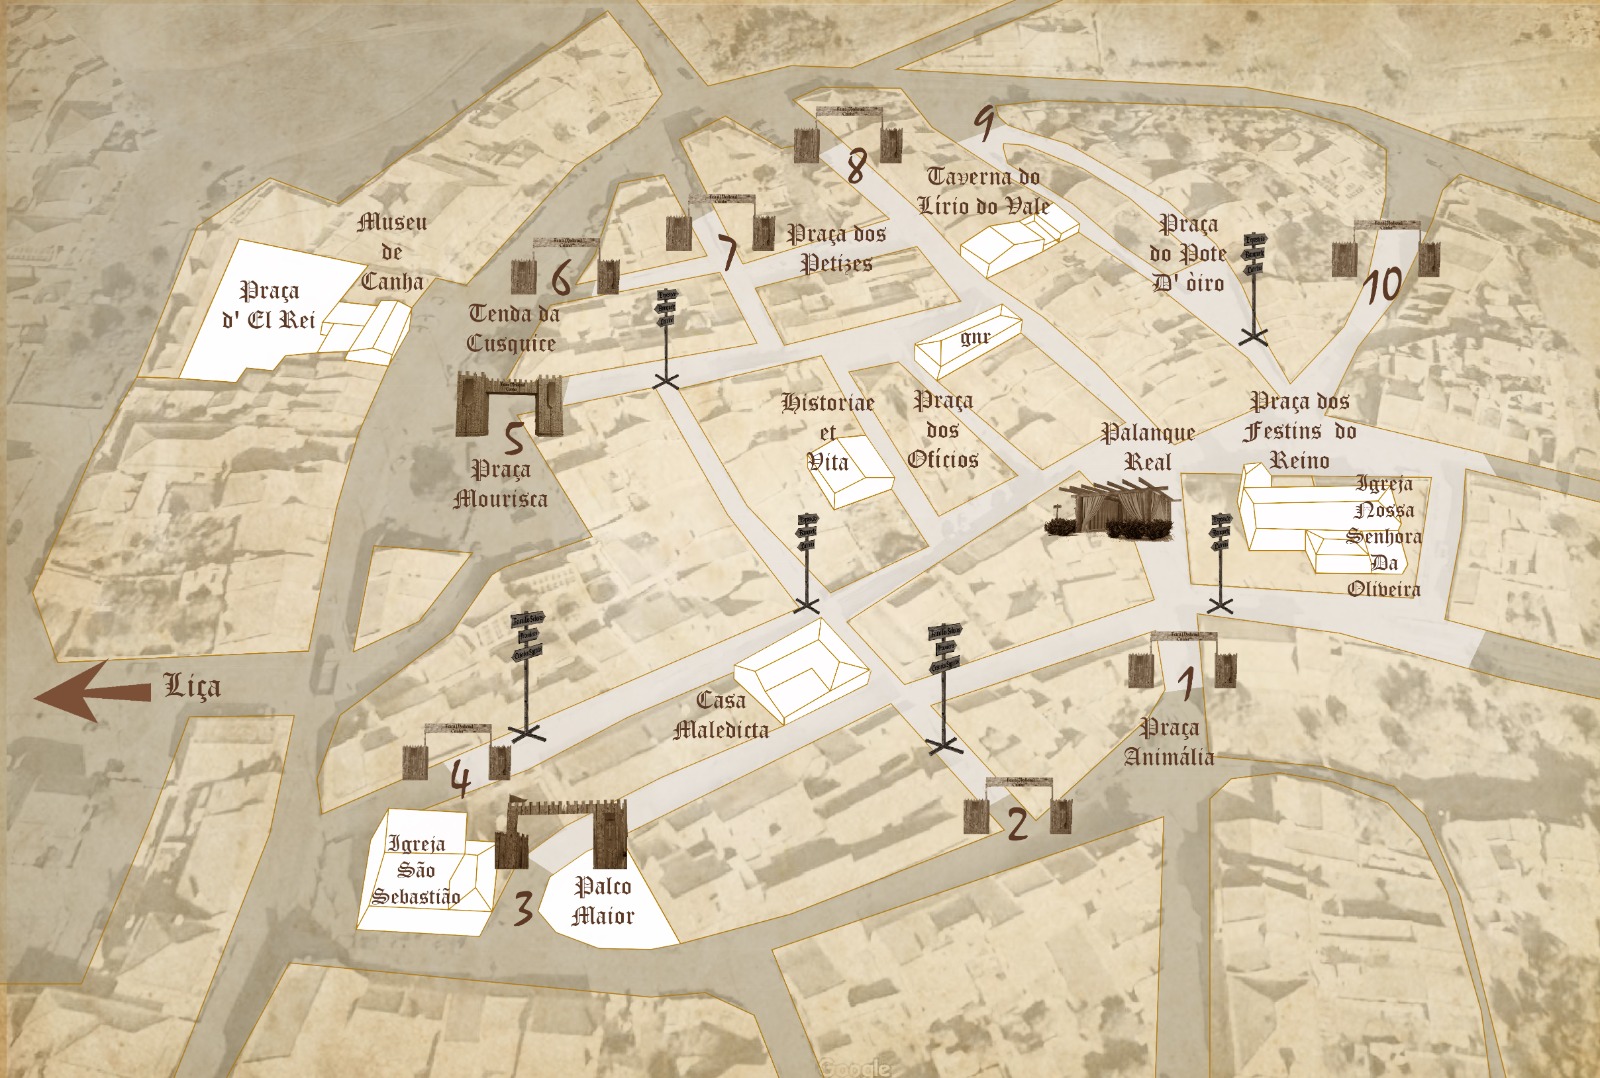 9
8
Taverna do
Lírio do Vale
Museu
de
Canha
Praça
d' El Rei
7
Praça dos
Petizes
Praça
do Pote
D' òiro
10
6
Tenda da
Cusquice
gnr
5
Praça
Mourisca
Historiae
et
Vita
Praça
dos
Ofícios
Palanque
Real
Praça dos
Festins do
Reino
Igreja
Nossa
Senhora
Da
Oliveira
Liça
Casa
Maledicta
1
Praça
Animália
4
2
Igreja
São
Sebastião
3
Palco
Maior
Google